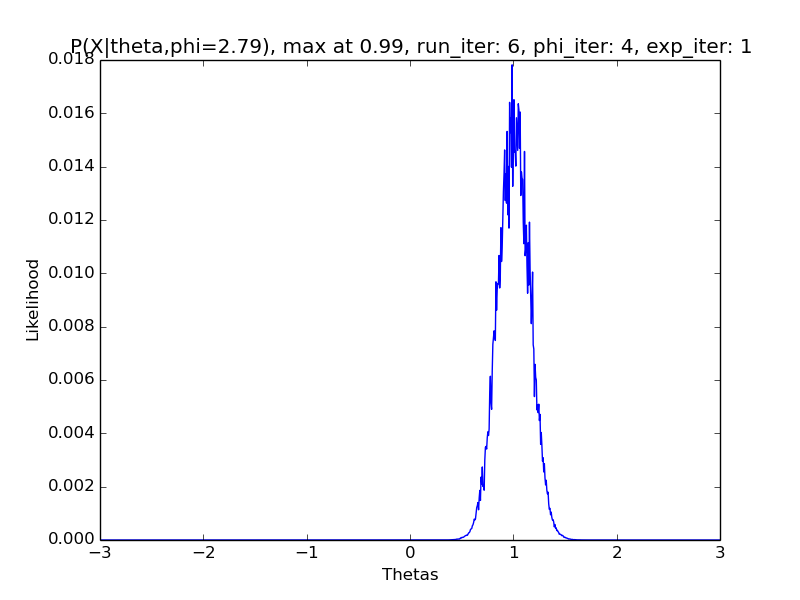 P(X|theta,phi=2.79), max at 0.99, run_iter: 6, phi_iter: 4, exp_iter: 1
0.018
0.016
0.014
0.012
0.010
0.008
0.006
0.004
0.002
0.000
Likelihood
−3 −2 −1 0 1 2 3
Thetas